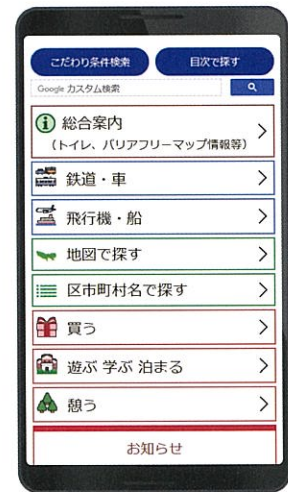 こだわり条件検索 目次で探す
Google カスタム検索
総合案内
(トイレ、バリアフリーマップ情報等)
鉄道・車
飛行機・船
地図で探す
区市町村名で探す
買う
遊ぶ 学ぶ 泊まる
憩う
お知らせ